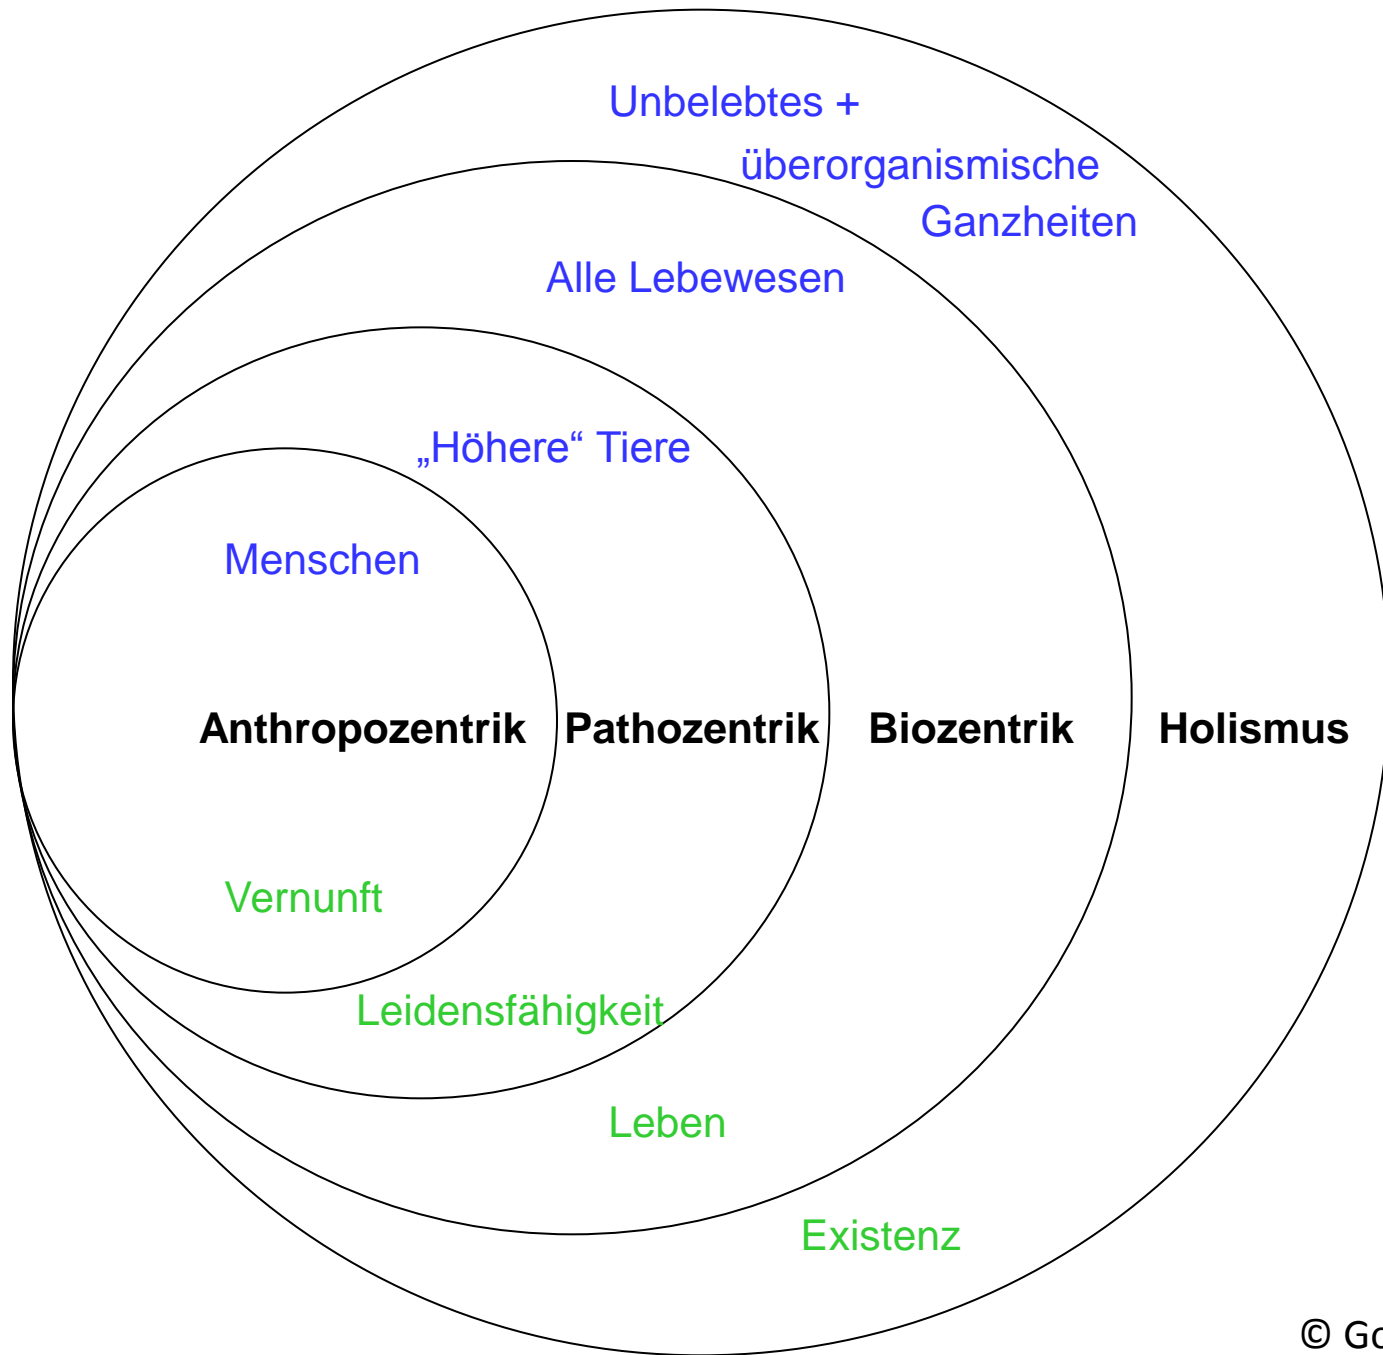 Unbelebtes +
überorganismische
Ganzheiten
Alle Lebewesen
„Höhere“ Tiere
Menschen
Anthropozentrik Pathozentrik Biozentrik Holismus
Vernunft
Leidensfähigkeit
Leben
Existenz
©